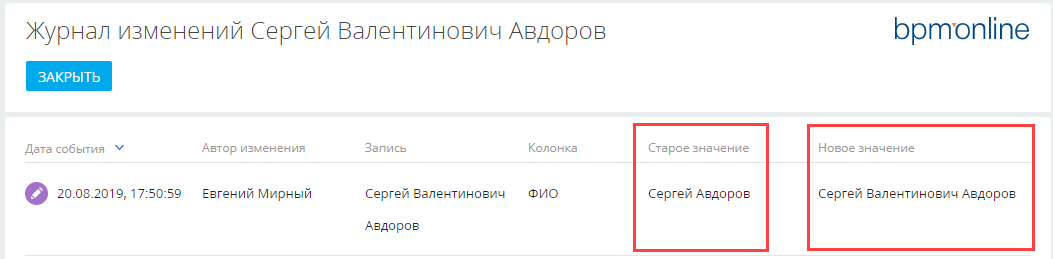 Журнал изменений Сергей Валентинович Авдоров
bpm'online
ЗАКРЫТЬ
Дата события Автор изменения Запись Колонка Старое значение Новое значение
20.08.2019, 17:50:59 Евгений Мирный Сергей Валентинович ФИО Сергей Авдоров Сергей Валентинович Авдоров
Авдоров